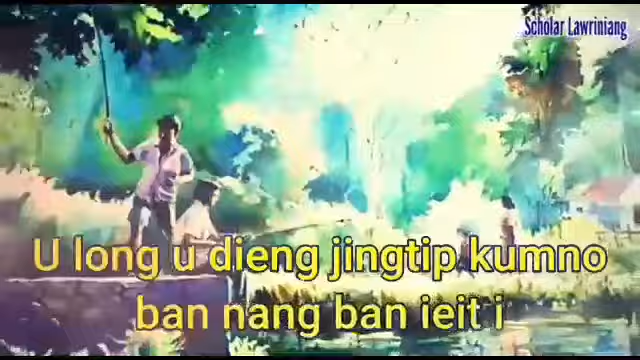 Scholar Lawriniang
U long u dieng jingtip kumno
ban nang ban ieit i